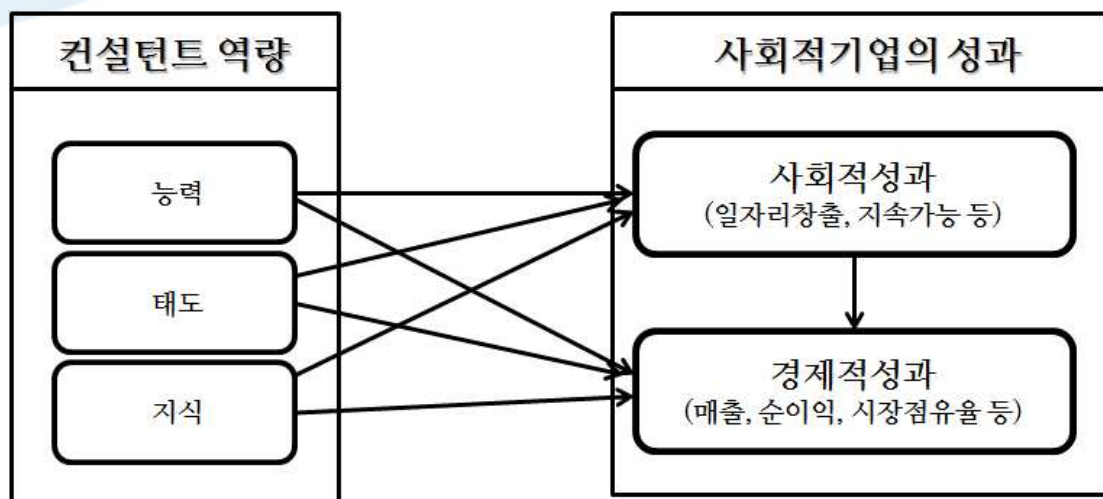 컨설턴트 역량
능력
태도
지식
사회적기업의 성과
사회적성과
(일자리창출, 지속가능 등)
경제적성과
(매출, 순이익, 시장점유율 등)